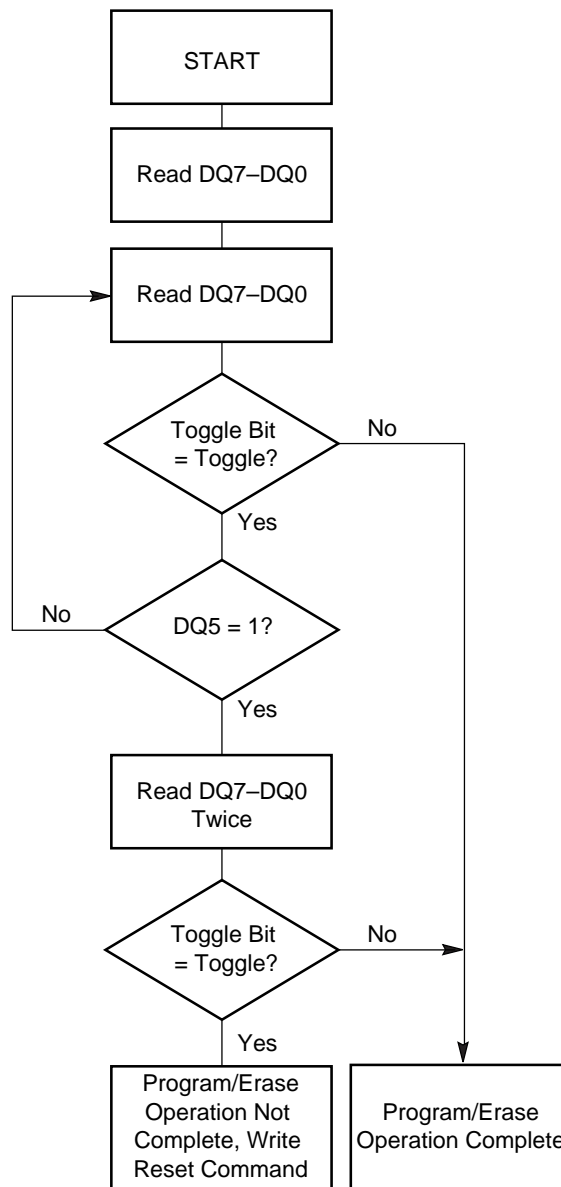 START
Read DQ7–DQ0
Read DQ7–DQ0
Toggle Bit
= Toggle?
No
Yes
No
DQ5 = 1?
Yes
Read DQ7–DQ0
Twice
Toggle Bit
= Toggle?
No
Yes
Program/Erase
Operation Not
Complete, Write
Reset Command
Program/Erase
Operation Complete